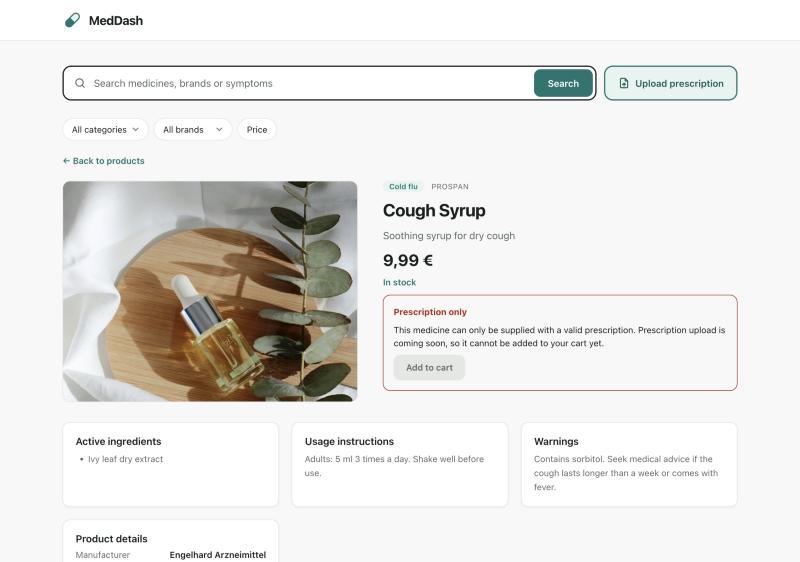 MedDash
Search medicines, brands or symptoms
Search
Upload prescription
All categories
All brands
Price
← Back to products
Cold flu
PROSPAN
Cough Syrup
Soothing syrup for dry cough
9,99 €
In stock
Prescription only
This medicine can only be supplied with a valid prescription. Prescription upload is
coming soon, so it cannot be added to your cart yet.
Add to cart
Active ingredients
• Ivy leaf dry extract
Usage instructions
Adults: 5 ml 3 times a day. Shake well before
use.
Warnings
Contains sorbitol. Seek medical advice if the
cough lasts longer than a week or comes with
fever.
Product details
Manufacturer
Engelhard Arzneimittel